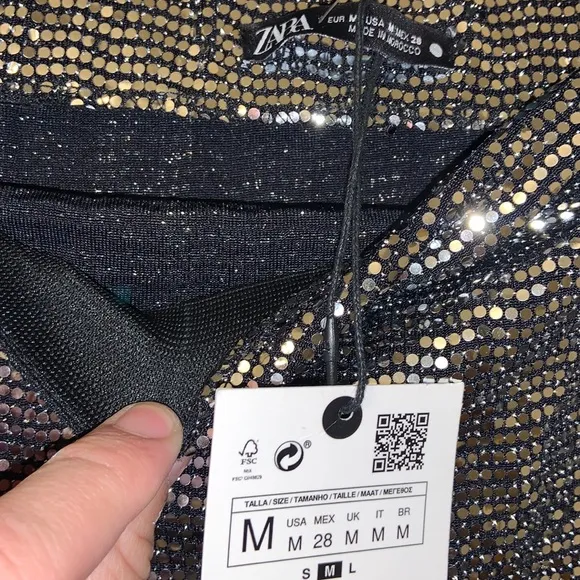 ZARA EUR M USA M MEX 28
MADE IN MOROCCO
FSC
MIX
®
TALLA / SIZE / TAMANHO / TAILLE / MAAT / ΜΕΓΕΘΟΣ
M
USA MEX UK IT BR
M 28 M M M
S M L